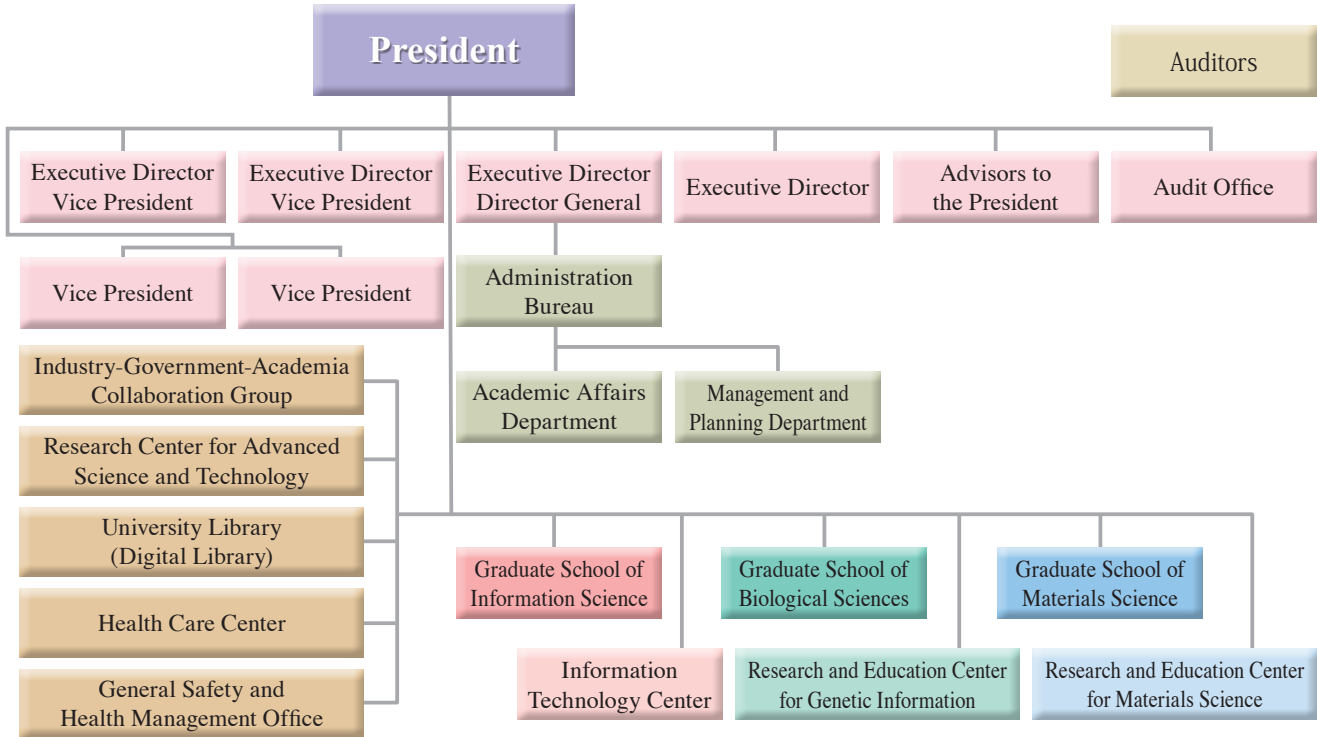 President
Auditors
Executive Director
Vice President
Executive Director
Vice President
Executive Director
Director General
Executive Director
Advisors to
the President
Audit Office
Vice President
Vice President
Administration
Bureau
Academic Affairs
Department
Management and
Planning Department
Industry-Government-Academia
Collaboration Group
Research Center for Advanced
Science and Technology
University Library
(Digital Library)
Health Care Center
General Safety and
Health Management Office
Graduate School of
Information Science
Graduate School of
Biological Sciences
Graduate School of
Materials Science
Information
Technology Center
Research and Education Center
for Genetic Information
Research and Education Center
for Materials Science